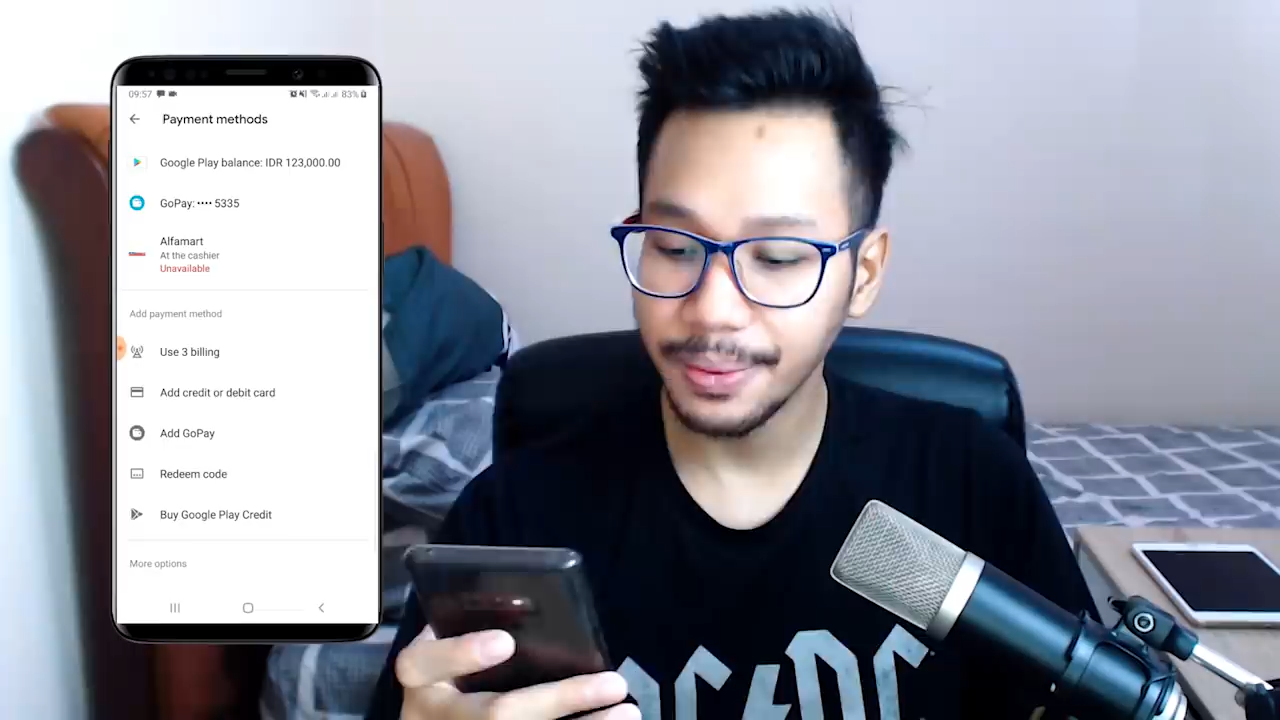 09:57
83%
Payment methods
Google Play balance: IDR 123,000.00
GoPay: •••• 5335
Alfamart
At the cashier
Unavailable
Add payment method
Use 3 billing
Add credit or debit card
Add GoPay
Redeem code
Buy Google Play Credit
More options
AC/DC